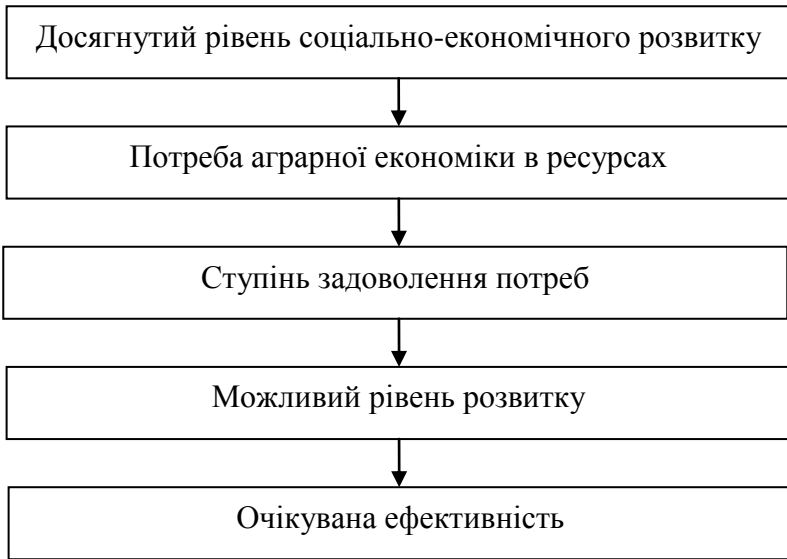 Досягнутий рівень соціально-економічного розвитку
Потреба аграрної економіки в ресурсах
Ступінь задоволення потреб
Можливий рівень розвитку
Очікувана ефективність